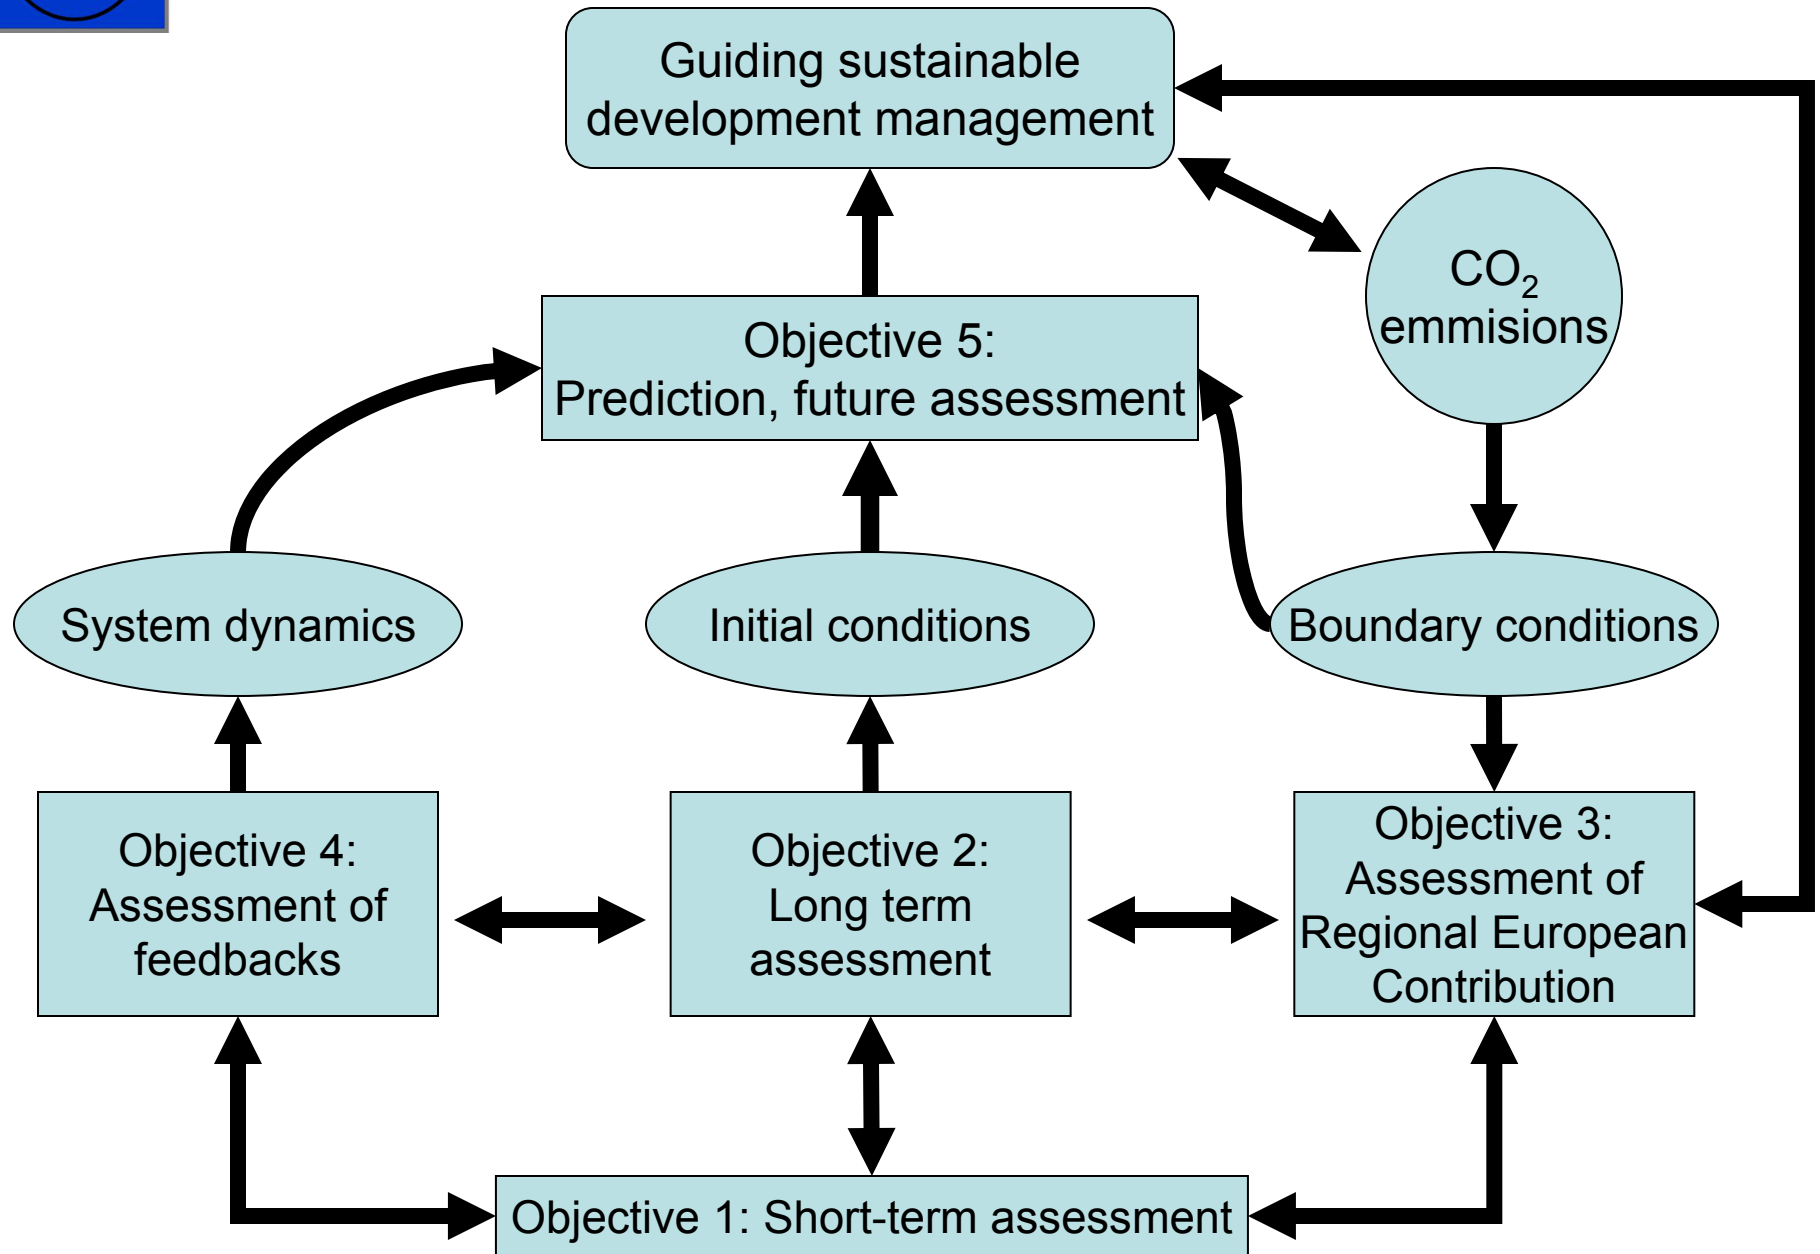 Guiding sustainable
development management
CO₂
emmisions
Objective 5:
Prediction, future assessment
System dynamics
Initial conditions
Boundary conditions
Objective 4:
Assessment of
feedbacks
Objective 2:
Long term
assessment
Objective 3:
Assessment of
Regional European
Contribution
Objective 1: Short-term assessment